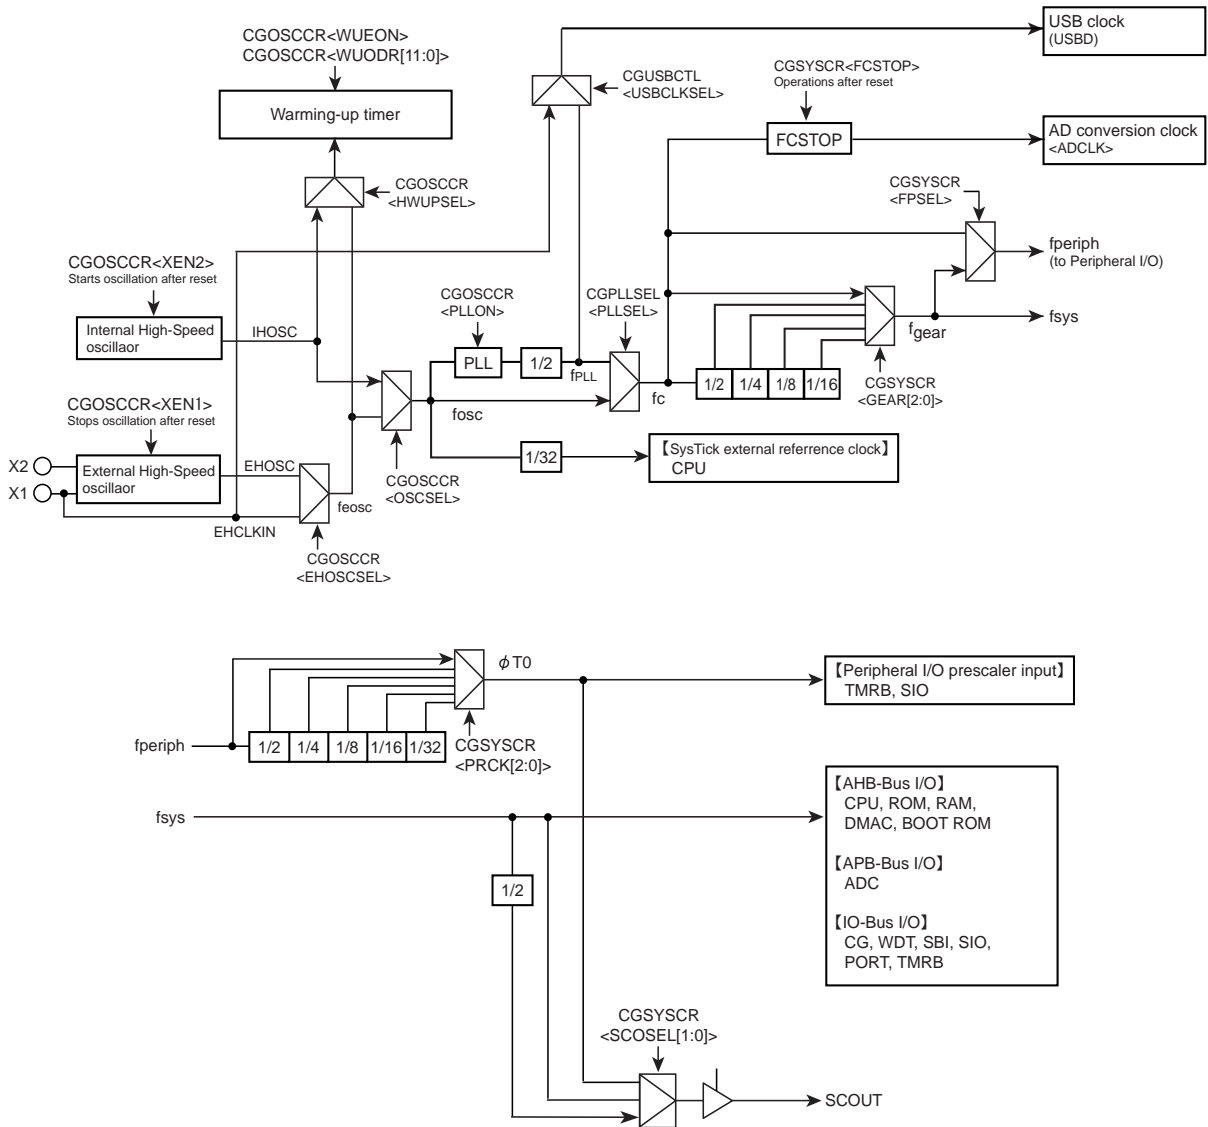 USB clock
(USBD)
CGOSCCR<WUEON>
CGOSCCR<WUODR[11:0]>
CGUSBCTL
<USBCLKSEL>
CGSYSCR<FCSTOP>
Operations after reset
Warming-up timer
FCSTOP
AD conversion clock
<ADCLK>
CGOSCCR
<HWUPSEL>
CGSYSCR
<FPSEL>
CGOSCCR<XEN2>
Starts oscillation after reset
fperiph
(to Peripheral I/O)
CGOSCCR
<PLLON>
CGPLLSEL
<PLLSEL>
Internal High-Speed
oscillaor
IHOSC
fsys
fgear
PLL
1/2
fPLL
fc
1/2
1/4
1/8
1/16
CGSYSCR
<GEAR[2:0]>
CGOSCCR<XEN1>
Stops oscillation after reset
fosc
X2
X1
External High-Speed
oscillaor
EHOSC
1/32
【SysTick external referrence clock】
CPU
CGOSCCR
<OSCSEL>
feosc
EHCLKIN
CGOSCCR
<EHOSCSEL>
ϕT0
【Peripheral I/O prescaler input】
TMRB, SIO
fperiph
1/2
1/4
1/8
1/16
1/32
CGSYSCR
<PRCK[2:0]>
fsys
【AHB-Bus I/O】
CPU, ROM, RAM,
DMAC, BOOT ROM
【APB-Bus I/O】
ADC
1/2
【IO-Bus I/O】
CG, WDT, SBI, SIO,
PORT, TMRB
CGSYSCR
<SCOSEL[1:0]>
SCOUT